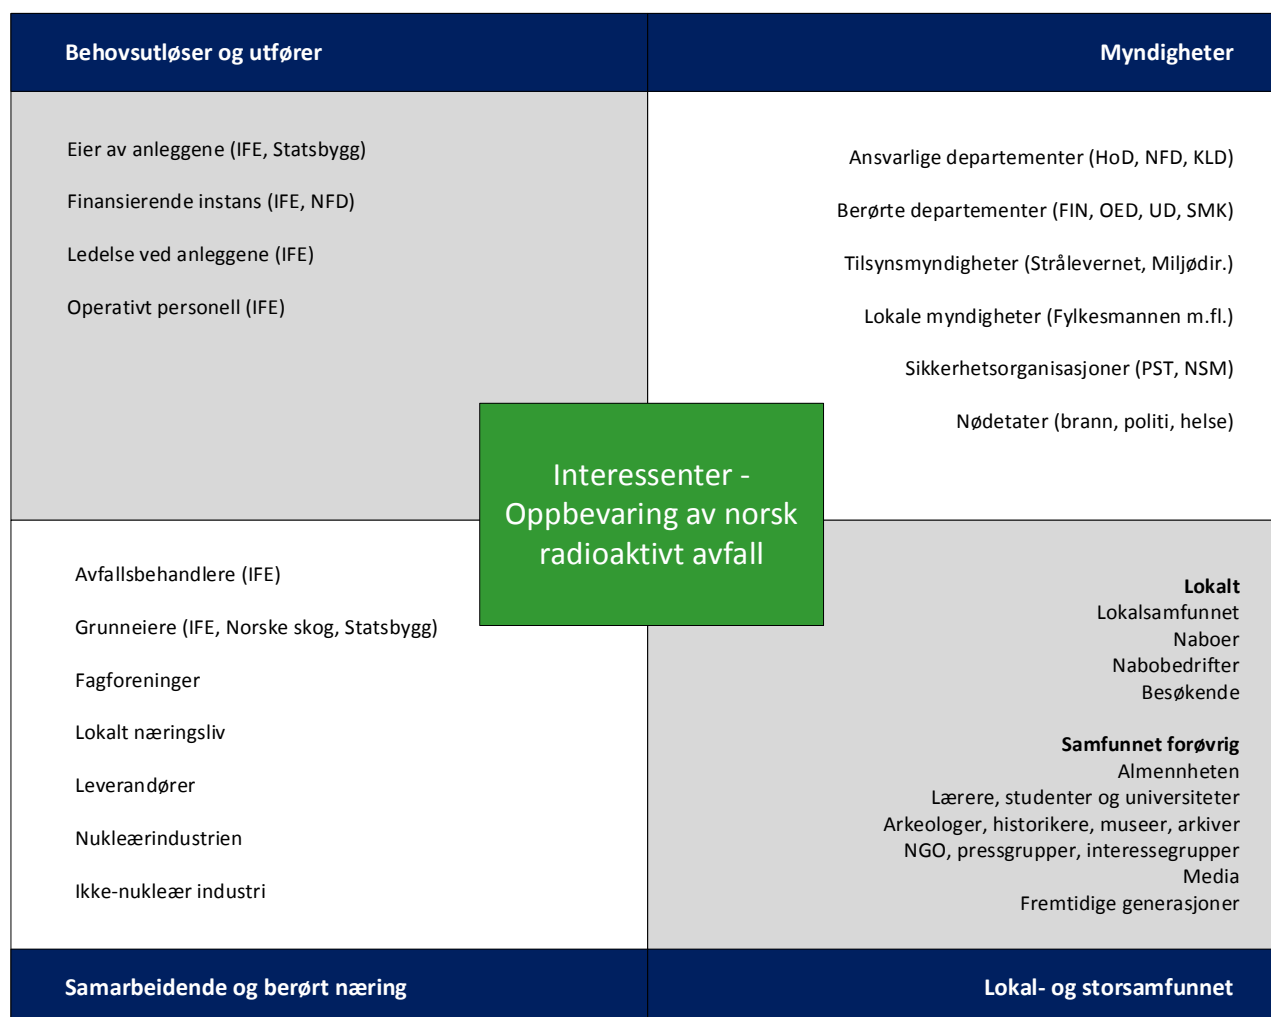 Behovsutløser og utfører
Myndigheter
Eier av anleggene (IFE, Statsbygg)
Finansierende instans (IFE, NFD)
Ledelse ved anleggene (IFE)
Operativt personell (IFE)
Ansvarlige departementer (HoD, NFD, KLD)
Berørte departementer (FIN, OED, UD, SMK)
Tilsynsmyndigheter (Strålevernet, Miljødir.)
Lokale myndigheter (Fylkesmannen m.fl.)
Sikkerhetsorganisasjoner (PST, NSM)
Nødetater (brann, politi, helse)
Interessenter -
Oppbevaring av norsk
radioaktivt avfall
Avfallsbehandlere (IFE)
Grunneiere (IFE, Norske skog, Statsbygg)
Fagforeninger
Lokalt næringsliv
Leverandører
Nukleærindustrien
Ikke-nukleær industri
Lokalt
Lokalsamfunnet
Naboer
Nabobedrifter
Besøkende
Samfunnet forøvrig
Almennheten
Lærere, studenter og universiteter
Arkeologer, historikere, museer, arkiver
NGO, pressgrupper, interessegrupper
Media
Fremtidige generasjoner
Samarbeidende og berørt næring
Lokal- og storsamfunnet